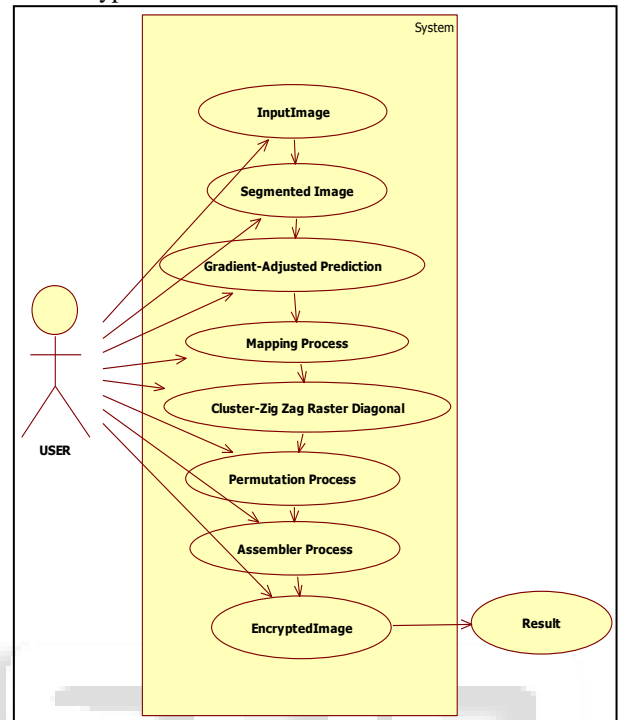 System
InputImage
Segmented Image
Gradient-Adjusted Prediction
Mapping Process
Cluster-Zig Zag Raster Diagonal
USER
Permutation Process
Assembler Process
EncryptedImage
Result